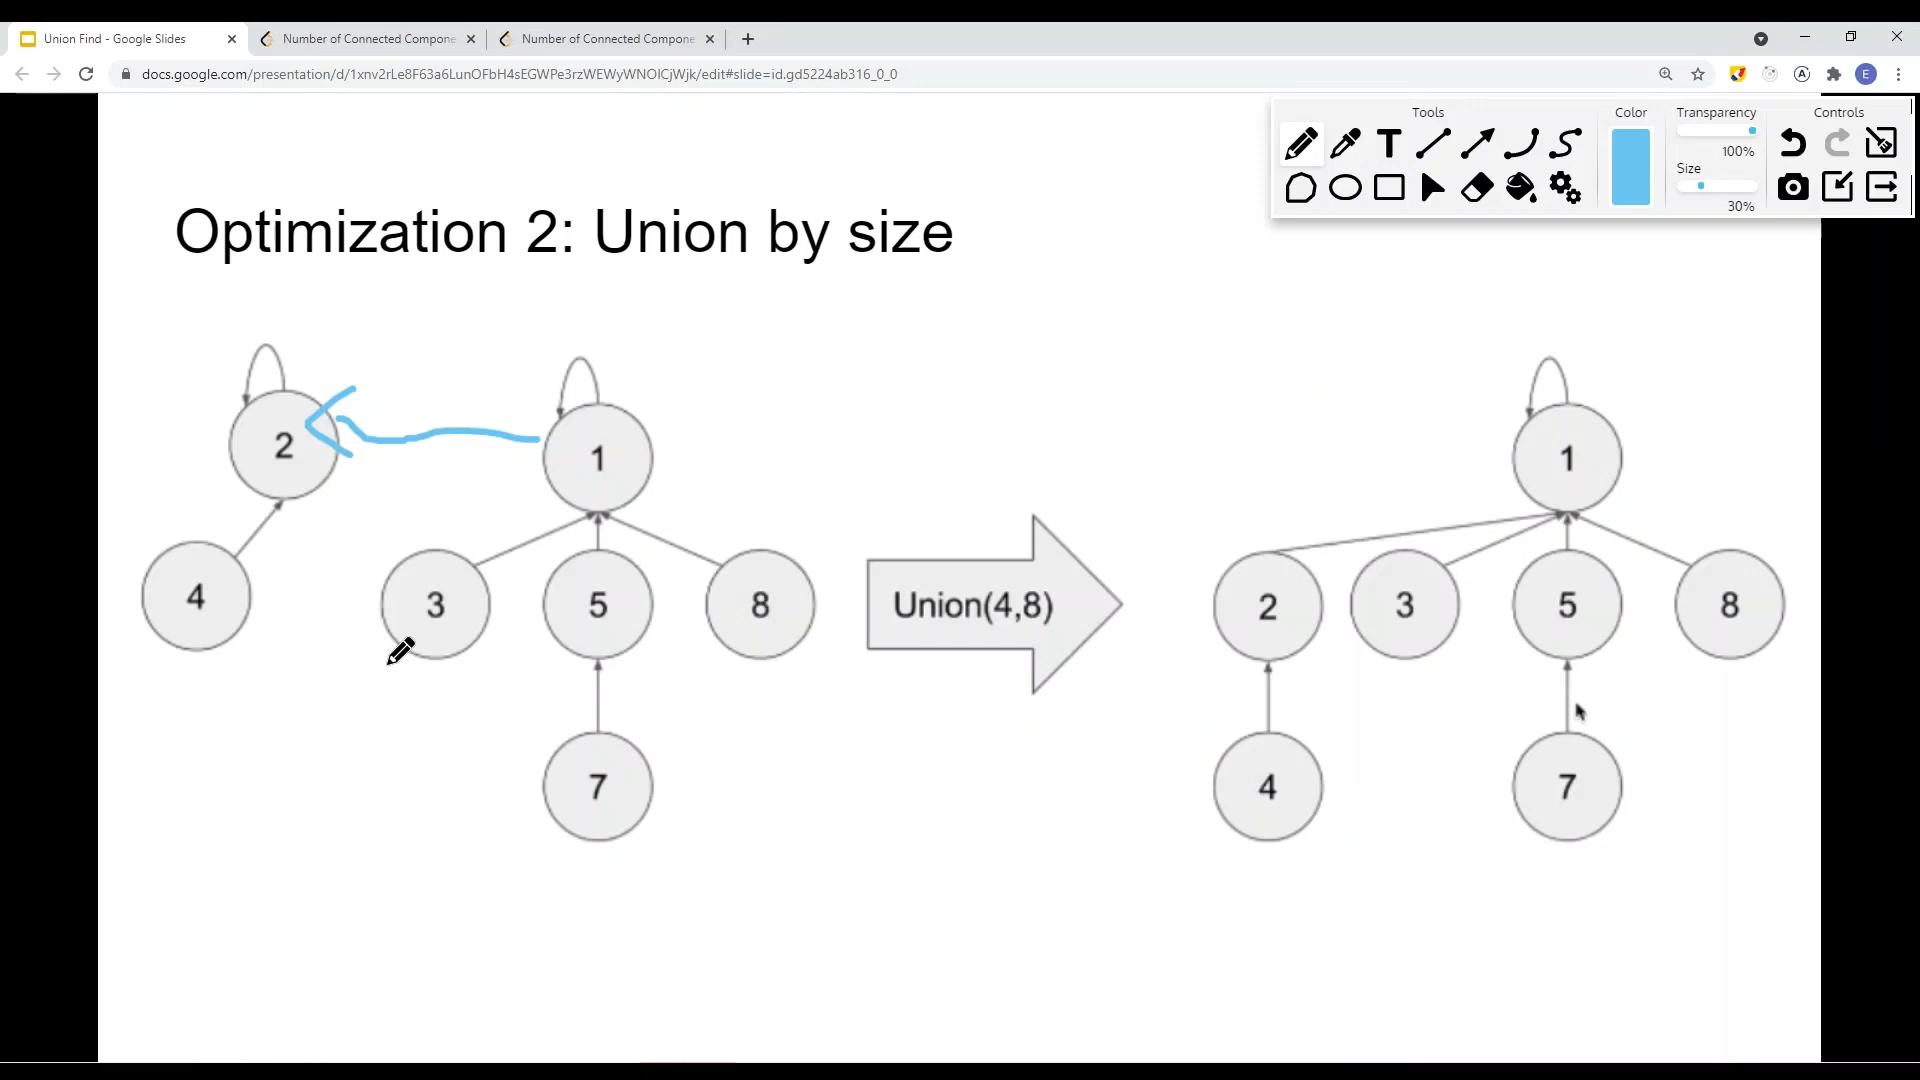 Union Find - Google Slides
Number of Connected Compone
Number of Connected Compone
docs.google.com/presentation/d/1xnv2rLe8F63a6LunOFbH4sEGWPe3rzWEWyWNOlCjWjk/edit#slide=id.gd5224ab316_0_0
E
Tools
Color
Transparency
Controls
T
100%
Size
30%
Optimization 2: Union by size
2
1
1
4
3
5
8
Union(4,8)
2
3
5
8
7
4
7